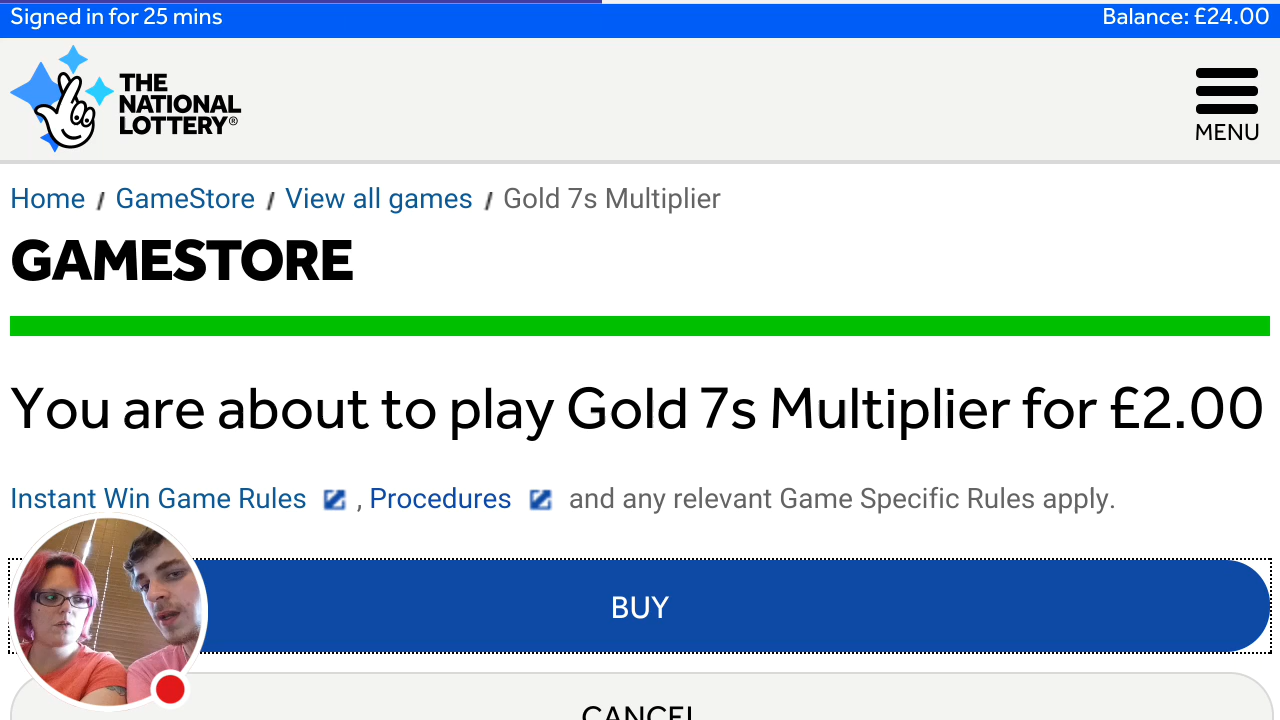 Signed in for 25 mins Balance: £24.00
THE
NATIONAL
LOTTERY®
MENU
Home / GameStore / View all games / Gold 7s Multiplier
GAMESTORE
You are about to play Gold 7s Multiplier for £2.00
Instant Win Game Rules , Procedures and any relevant Game Specific Rules apply.
BUY
CANCEL